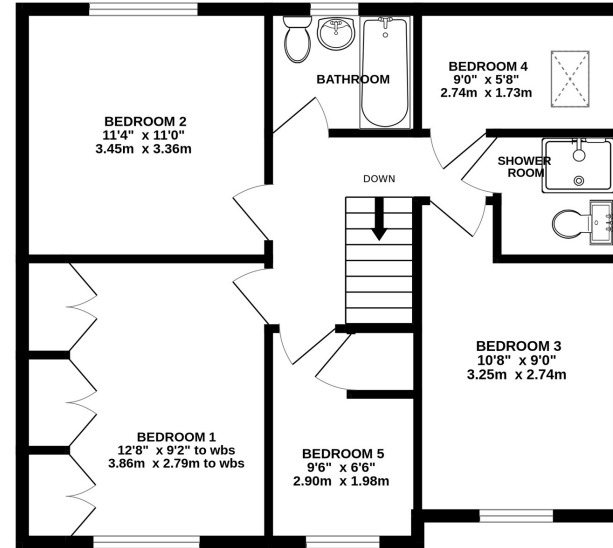 BATHROOM
BEDROOM 4
9'0" x 5'8"
2.74m x 1.73m
BEDROOM 2
11'4" x 11'0"
3.45m x 3.36m
SHOWER
ROOM
DOWN
BEDROOM 3
10'8" x 9'0"
3.25m x 2.74m
BEDROOM 1
12'8" x 9'2" to wbs
3.86m x 2.79m to wbs
BEDROOM 5
9'6" x 6'6"
2.90m x 1.98m